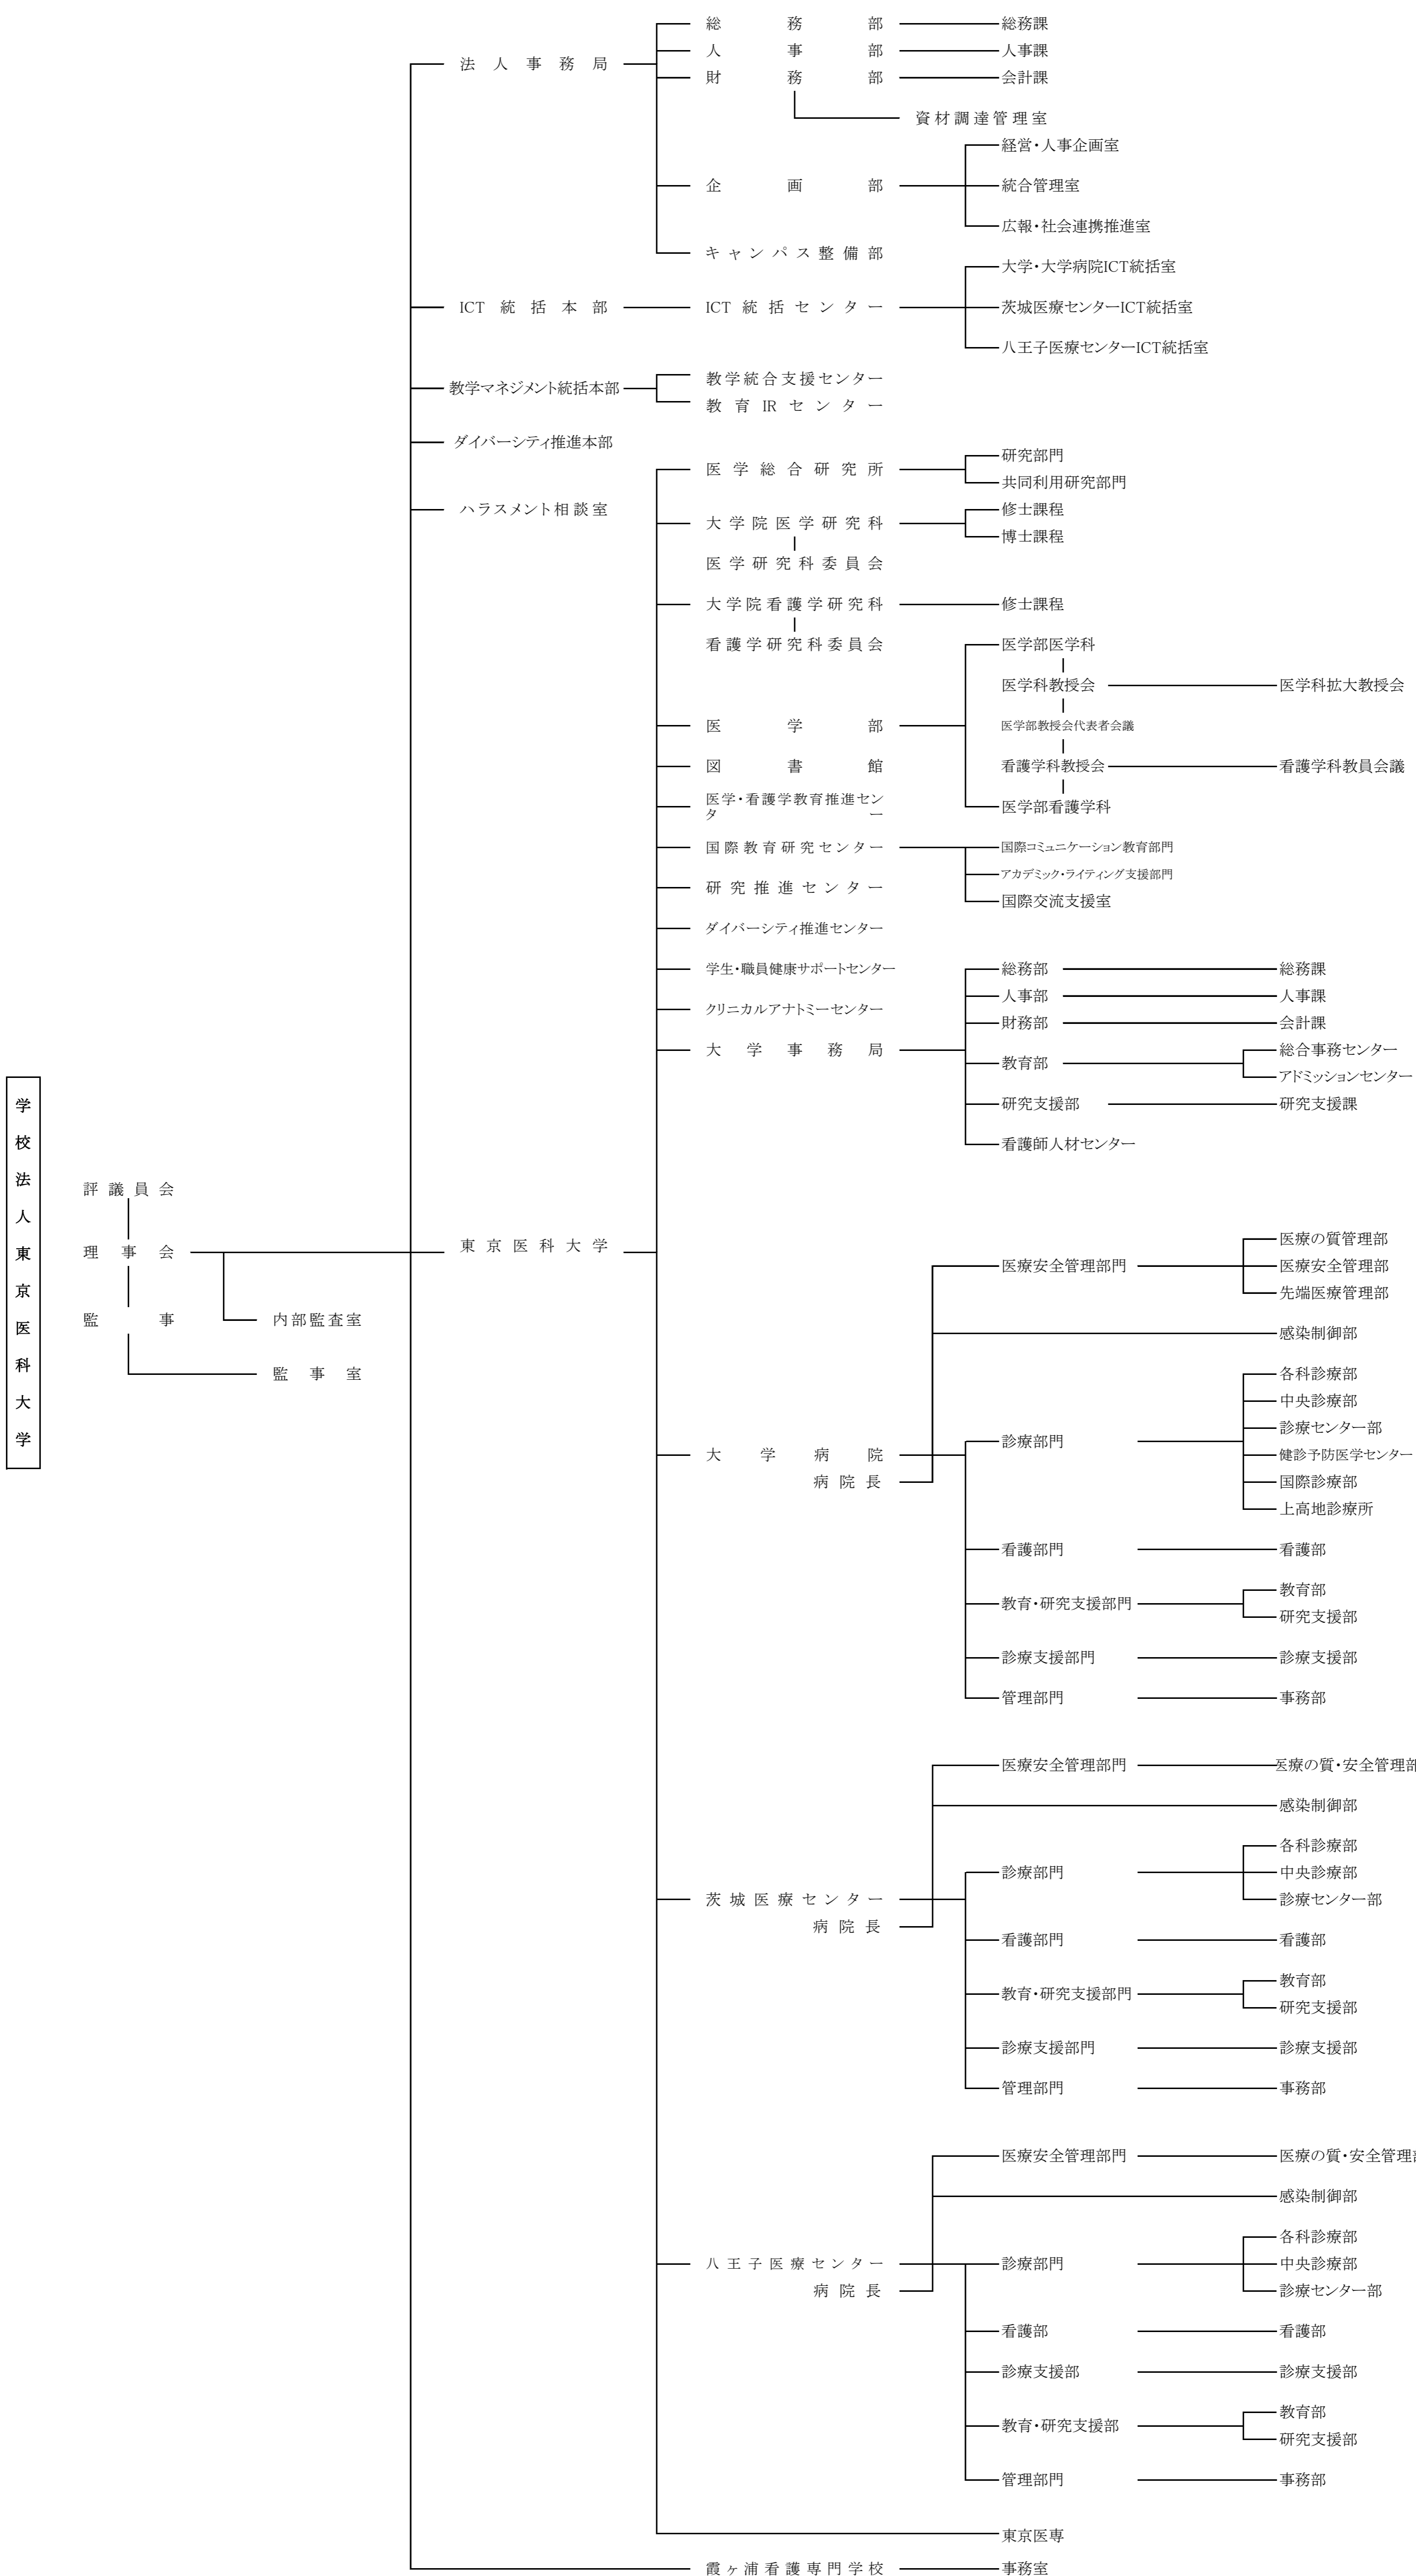 総務部 総務課
人事部 人事課
法人事務局
財務部 会計課
資材調達管理室
経営・人事企画室
企画部 統合管理室
広報・社会連携推進室
キャンパス整備部
大学・大学病院ICT統括室
ICT統括本部 ICT統括センター 茨城医療センターICT統括室
八王子医療センターICT統括室
教学統合支援センター
教学マネジメント統括本部
教育IRセンター
ダイバーシティ推進本部
研究部門
医学総合研究所
共同利用研究部門
ハラスメント相談室 修士課程
大学院医学研究科
博士課程
医学研究科委員会
大学院看護学研究科 修士課程
看護学研究科委員会 医学部医学科
医学科教授会 医学科拡大教授会
医学部 医学部教授会代表者会議
図書館 看護学科教授会 看護学科教員会議
医学・看護学教育推進セン
ター
医学部看護学科
国際教育研究センター 国際コミュニケーション教育部門
アカデミック・ライティング支援部門
研究推進センター
国際交流支援室
ダイバーシティ推進センター
学生・職員健康サポートセンター 総務部 総務課
人事部 人事課
クリニカルアナトミーセンター
財務部 会計課
大学事務局 総合事務センター
教育部
アドミッションセンター
研究支援部 研究支援課
看護師人材センター
学校法人東京医科大学
評議員会
理事会 東京医科大学
監事 内部監査室
監事室
医療の質管理部
医療安全管理部門 医療安全管理部
先端医療管理部
感染制御部
各科診療部
中央診療部
診療センター部
診療部門
大学病院 健診予防医学センター
病院長 国際診療部
上高地診療所
看護部門 看護部
教育部
教育・研究支援部門
研究支援部
診療支援部門 診療支援部
管理部門 事務部
医療安全管理部門 医療の質・安全管理部
感染制御部
各科診療部
診療部門 中央診療部
茨城医療センター 診療センター部
病院長
看護部門 看護部
教育部
教育・研究支援部門
研究支援部
診療支援部門 診療支援部
管理部門 事務部
医療安全管理部門 医療の質・安全管理部
感染制御部
各科診療部
八王子医療センター 診療部門 中央診療部
病院長 診療センター部
看護部 看護部
診療支援部 診療支援部
教育部
教育・研究支援部
研究支援部
管理部門 事務部
東京医専
霞ヶ浦看護専門学校 事務室